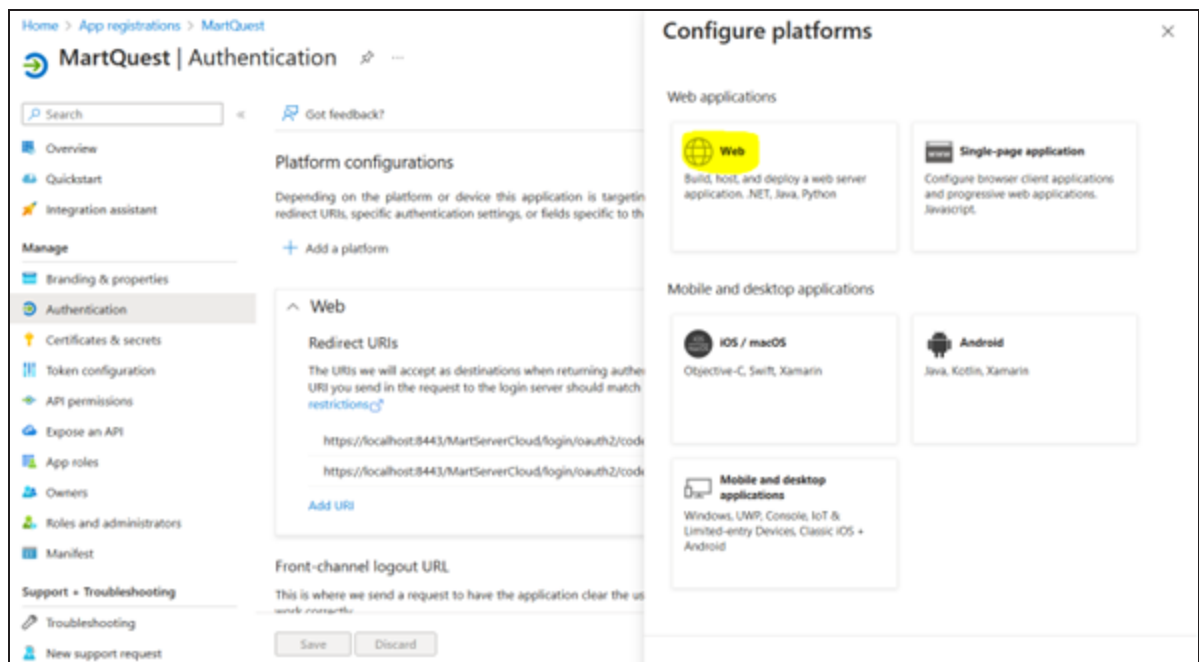 Home > App registrations > MartQuest
MartQuest | Authentication
Search
Overview
Quickstart
Integration assistant
Manage
Branding & properties
Authentication
Certificates & secrets
Token configuration
API permissions
Expose an API
App roles
Owners
Roles and administrators
Manifest
Support + Troubleshooting
Troubleshooting
New support request
Got feedback?
Platform configurations
Depending on the platform or device this application is targetin
redirect URIs, specific authentication settings, or fields specific to th
Add a platform
Web
Redirect URIs
The URIs we will accept as destinations when returning authe
URI you send in the request to the login server should match
restrictions
https://localhost:8443/MartServerCloud/login/oauth2/code
https://localhost:8443/MartServerCloud/login/oauth2/code
Add URI
Front-channel logout URL
This is where we send a request to have the application clear the us
work correctly
Save
Discard
Configure platforms
Web applications
Web
Build, host, and deploy a web server
application. .NET, Java, Python
Single-page application
Configure browser client applications
and progressive web applications.
Javascript.
Mobile and desktop applications
iOS / macOS
Objective-C, Swift, Xamarin
Android
Java, Kotlin, Xamarin
Mobile and desktop
applications
Windows, UWP, Console, IoT &
Limited-entry Devices, Classic iOS +
Android